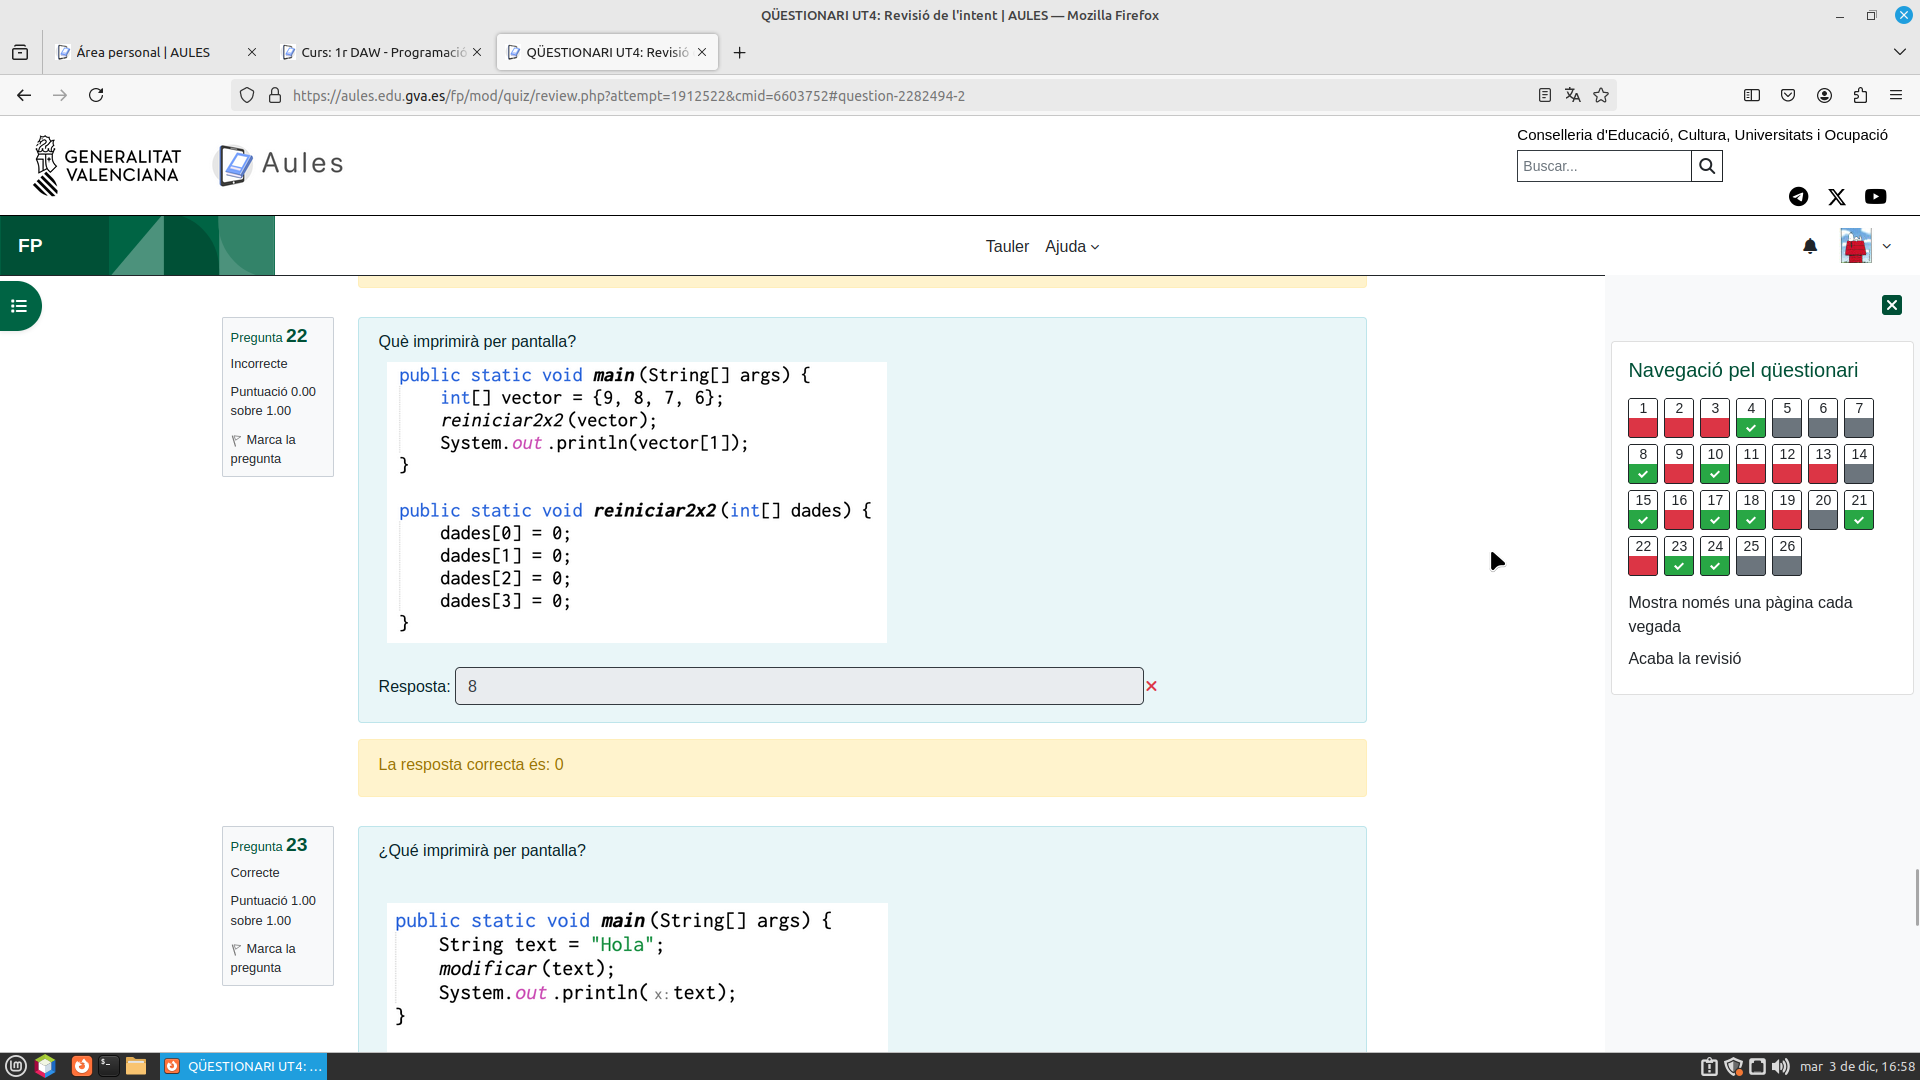 QÜESTIONARI UT4: Revisió de l'intent | AULES — Mozilla Firefox
Área personal | AULES
Curs: 1r DAW - Programació
QÜESTIONARI UT4: Revisió
https://aules.edu.gva.es/fp/mod/quiz/review.php?attempt=1912522&cmid=6603752#question-2282494-2
GENERALITAT
VALENCIANA
Aules
Conselleria d'Educació, Cultura, Universitats i Ocupació
Buscar...
FP
Tauler
Ajuda
Pregunta 22
Incorrecte
Puntuació 0.00
sobre 1.00
Marca la
pregunta
Què imprimirà per pantalla?
public static void main(String[] args) {
int[] vector = {9, 8, 7, 6};
reiniciar2x2(vector);
System.out.println(vector[1]);
}
public static void reiniciar2x2(int[] dades) {
dades[0] = 0;
dades[1] = 0;
dades[2] = 0;
dades[3] = 0;
}
Resposta: 8
La resposta correcta és: 0
Pregunta 23
Correcte
Puntuació 1.00
sobre 1.00
Marca la
pregunta
¿Qué imprimirà per pantalla?
public static void main(String[] args) {
String text = "Hola";
modificar(text);
System.out.println( x: text);
}
Navegació pel qüestionari
1 2 3 4 5 6 7
8 9 10 11 12 13 14
15 16 17 18 19 20 21
22 23 24 25 26
Mostra només una pàgina cada
vegada
Acaba la revisió
QÜESTIONARI UT4: ...
mar 3 de dic, 16:58